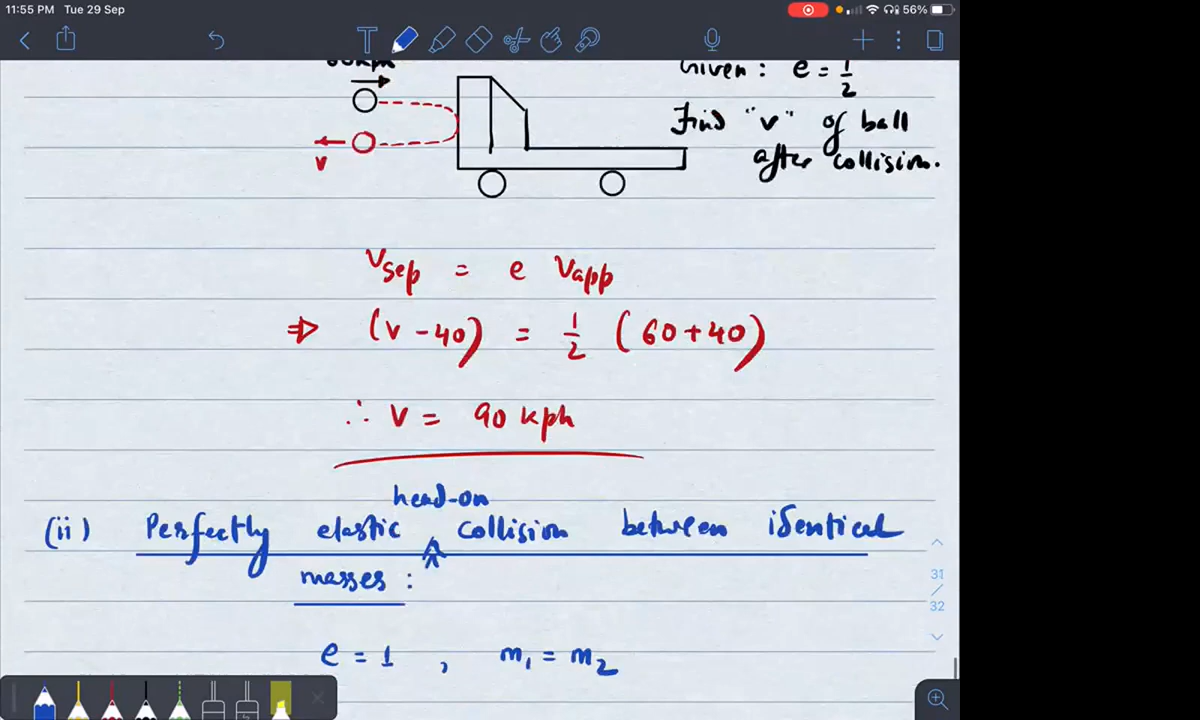 11:55 PM Tue 29 Sep
56%
T
Given : e = 1/2
Find "v" of ball
after collision.
v
Vsep = e Vapp
⇒ (v - 40) = 1/2 (60 + 40)
∴ v = 90 kph
head-on
(ii) Perfectly elastic ^ collision between identical
masses :
e = 1 , m₁ = m₂
31
/
32